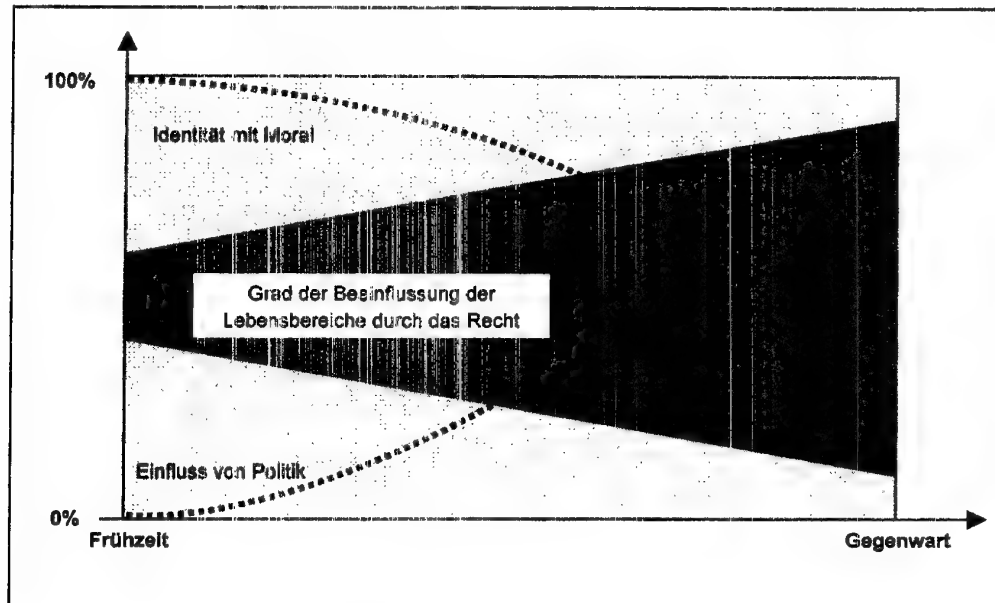 100%
Identität mit Moral
Grad der Beeinflussung der
Lebensbereiche durch das Recht
Einfluss von Politik
0%
Frühzeit
Gegenwart